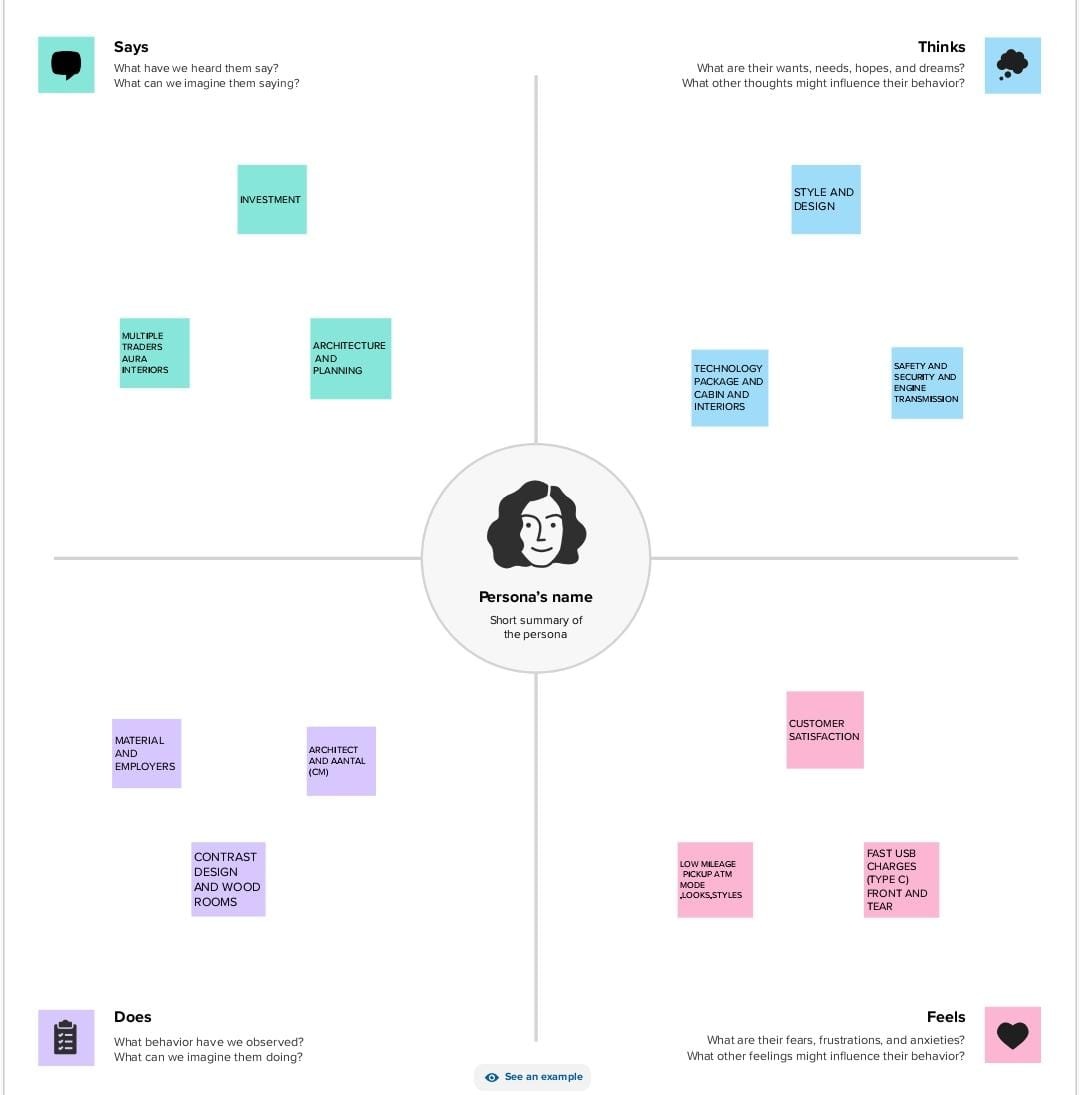 Says
What have we heard them say?
What can we imagine them saying?
Thinks
What are their wants, needs, hopes, and dreams?
What other thoughts might influence their behavior?
INVESTMENT
STYLE AND
DESIGN
MULTIPLE
TRADERS
AURA
INTERIORS
ARCHITECTURE
AND
PLANNING
TECHNOLOGY
PACKAGE AND
CABIN AND
INTERIORS
SAFETY AND
SECURITY AND
ENGINE
TRANSMISSION
Persona's name
Short summary of
the persona
MATERIAL
AND
EMPLOYERS
ARCHITECT
AND AANTAL
(CM)
CONTRAST
DESIGN
AND WOOD
ROOMS
CUSTOMER
SATISFACTION
LOW MILEAGE
PICKUP ATM
MODE
,LOOKS,STYLES
FAST USB
CHARGES
(TYPE C)
FRONT AND
TEAR
Does
What behavior have we observed?
What can we imagine them doing?
Feels
What are their fears, frustrations, and anxieties?
What other feelings might influence their behavior?
See an example